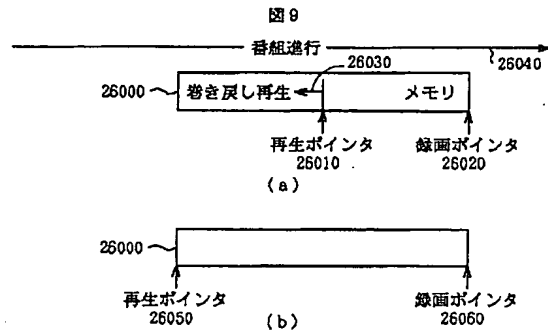 図9
番組進行
26040
26030
26000
巻き戻し再生
メモリ
再生ポインタ
26010
録画ポインタ
26020
(a)
26000
再生ポインタ
26050
録画ポインタ
26060
(b)